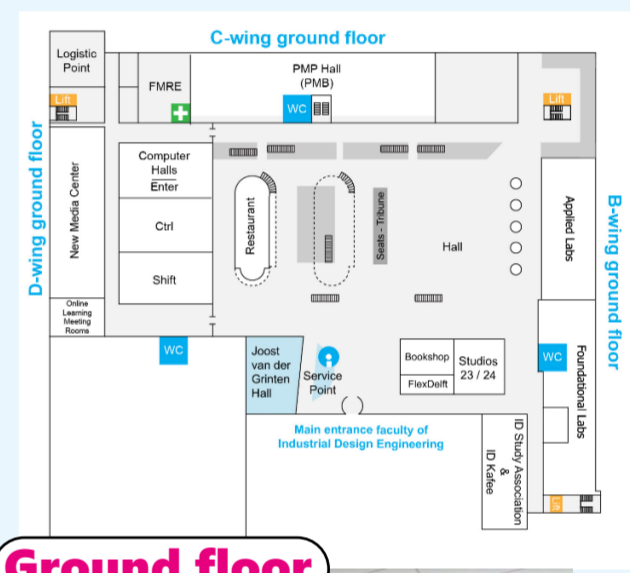 C-wing ground floor
Logistic
Point
Lift
FMRE
PMP Hall
(PMB)
WC
Lift
D-wing ground floor
New Media Center
Computer
Halls
Enter
Ctrl
Shift
Restaurant
Seats - Tribune
Hall
Applied Labs
B-wing ground floor
Online
Learning
Meeting
Rooms
WC
Joost
van der
Grinten
Hall
i
Service
Point
Bookshop
FlexDelft
Studios
23 / 24
WC
Foundational Labs
Main entrance faculty of
Industrial Design Engineering
ID Study Association
&
ID Kafee
Lift
Ground floor